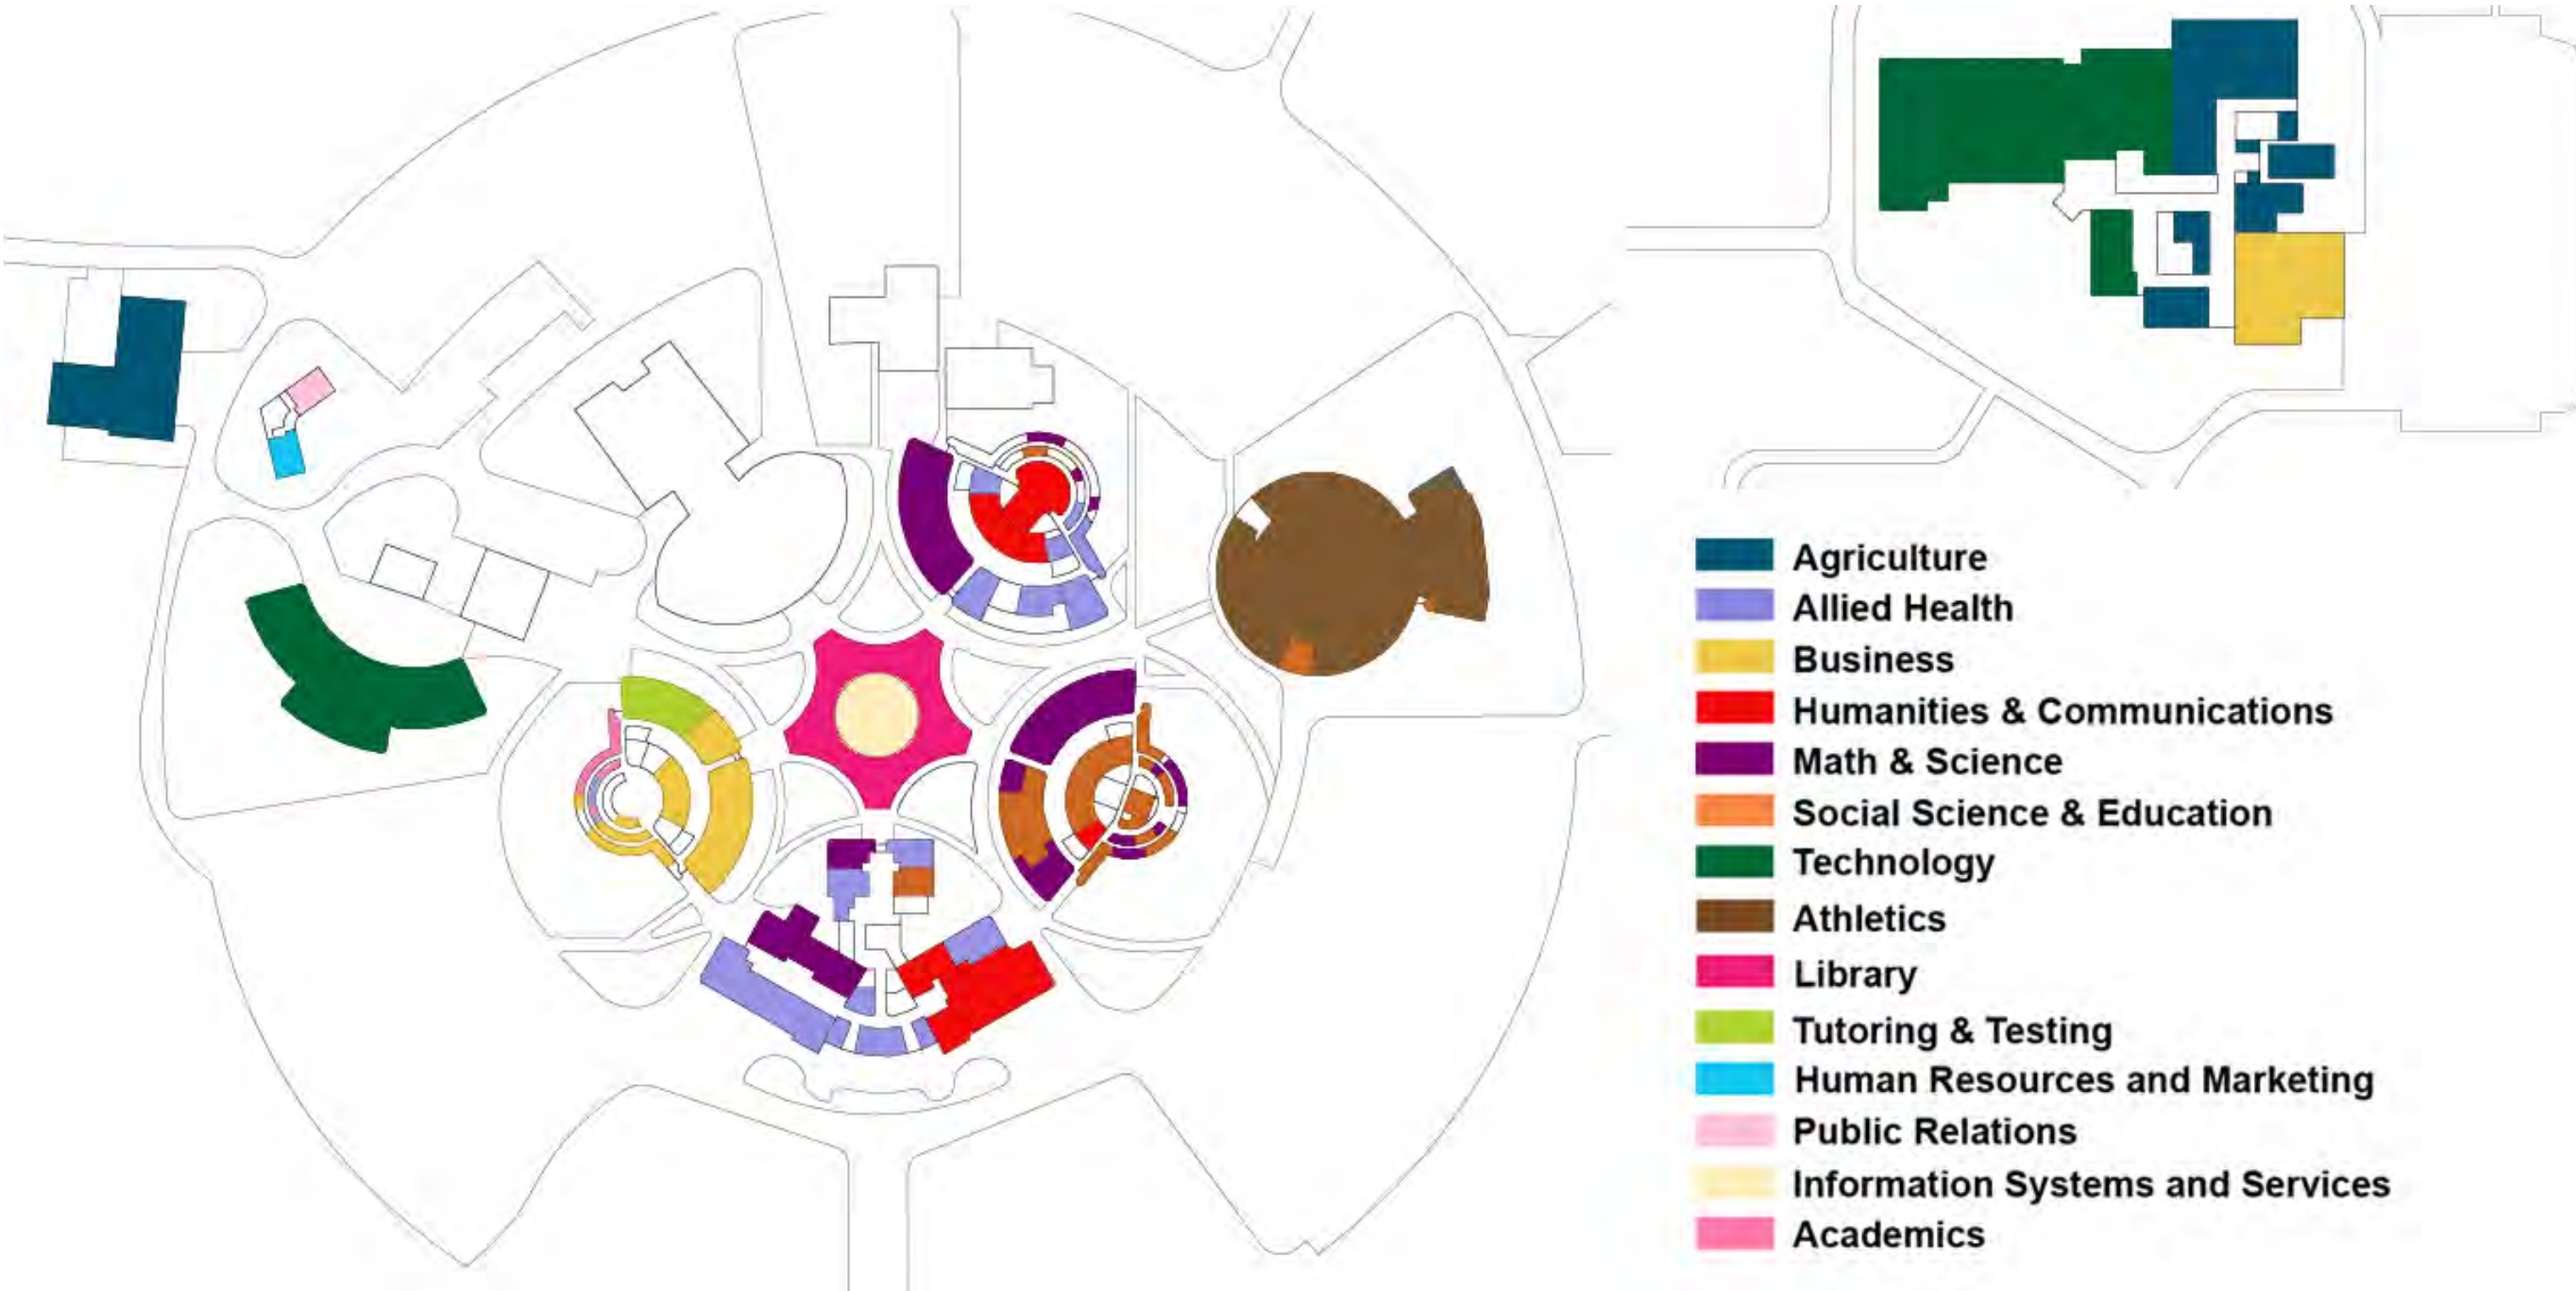 Agriculture
Allied Health
Business
Humanities & Communications
Math & Science
Social Science & Education
Technology
Athletics
Library
Tutoring & Testing
Human Resources and Marketing
Public Relations
Information Systems and Services
Academics